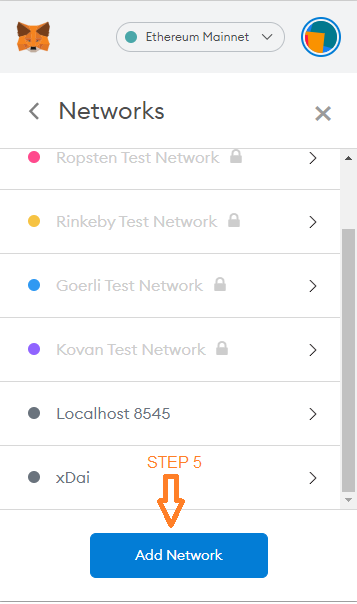 Ethereum Mainnet
Networks
Ropsten Test Network
Rinkeby Test Network
Goerli Test Network
Kovan Test Network
Localhost 8545
STEP 5
xDai
Add Network